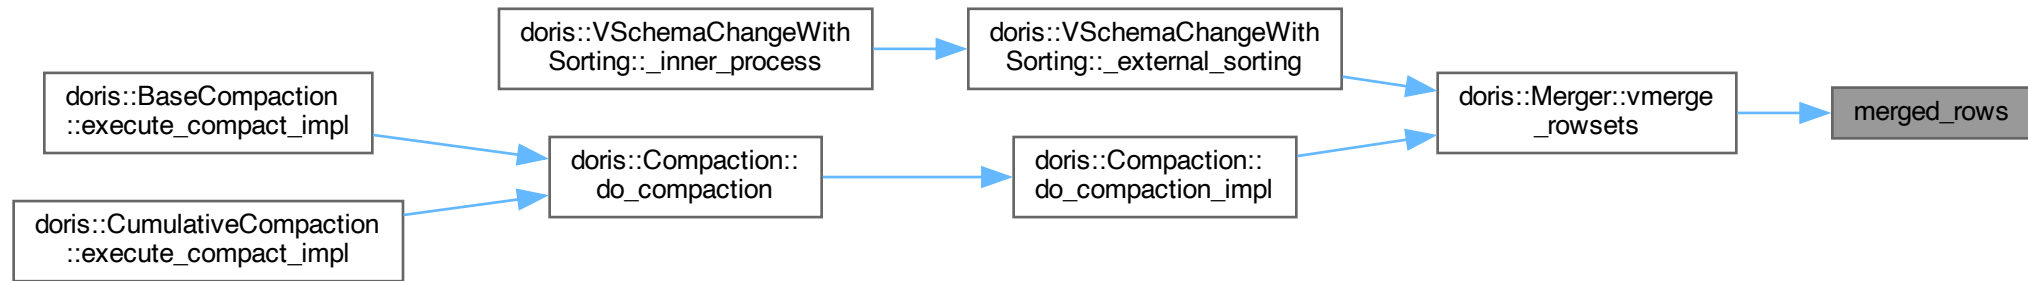 doris::VSchemaChangeWith
Sorting::_inner_process
doris::VSchemaChangeWith
Sorting::_external_sorting
doris::BaseCompaction
::execute_compact_impl
doris::Merger::vmerge
_rowsets
merged_rows
doris::Compaction::
do_compaction
doris::Compaction::
do_compaction_impl
doris::CumulativeCompaction
::execute_compact_impl